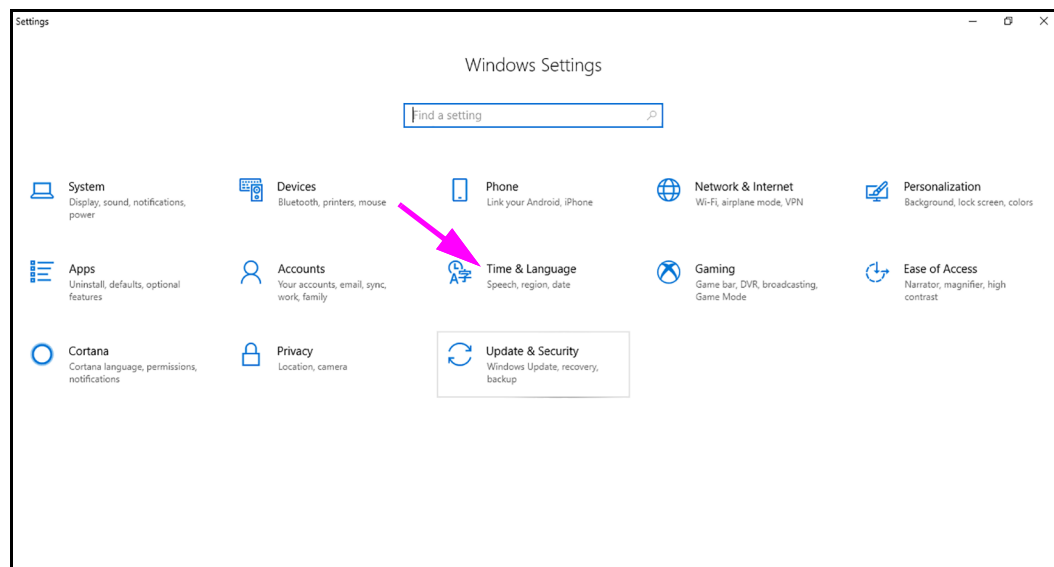 Settings
Windows Settings
Find a setting
System
Display, sound, notifications,
power
Devices
Bluetooth, printers, mouse
Phone
Link your Android, iPhone
Network & Internet
Wi-Fi, airplane mode, VPN
Personalization
Background, lock screen, colors
Apps
Uninstall, defaults, optional
features
Accounts
Your accounts, email, sync,
work, family
Time & Language
Speech, region, date
Gaming
Game bar, DVR, broadcasting,
Game Mode
Ease of Access
Narrator, magnifier, high
contrast
Cortana
Cortana language, permissions,
notifications
Privacy
Location, camera
Update & Security
Windows Update, recovery,
backup